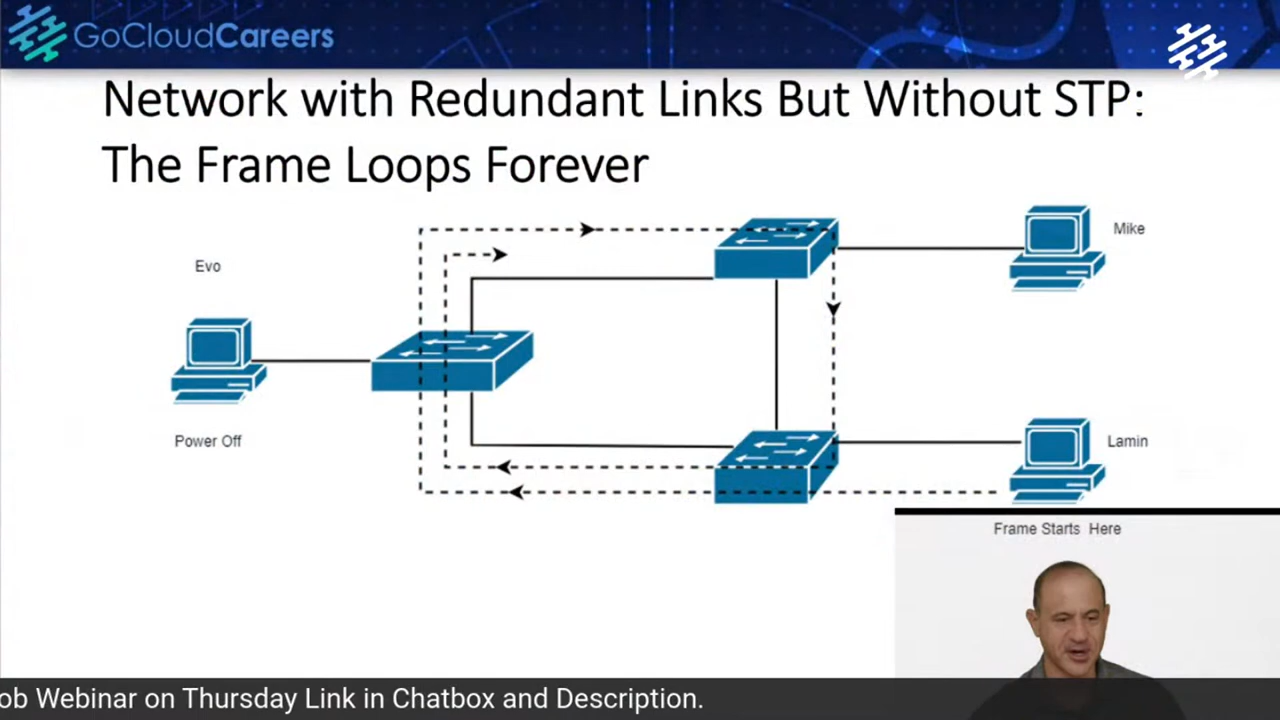 GoCloudCareers
Network with Redundant Links But Without STP:
The Frame Loops Forever
Mike
Evo
Power Off
Lamin
Frame Starts Here
ob Webinar on Thursday Link in Chatbox and Description.